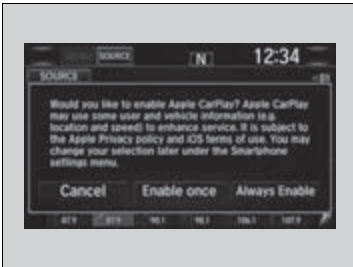 MENU SOURCE N 12:34
SOURCE
Would you like to enable Apple CarPlay? Apple CarPlay
may use some user and vehicle information (e.g.
location and speed) to enhance service. It is subject to
the Apple Privacy policy and iOS terms of use. You may
change your selection later under the Smartphone
settings menu.
Cancel Enable once Always Enable
87.9 87.9 90.1 98.1 106.1 107.9